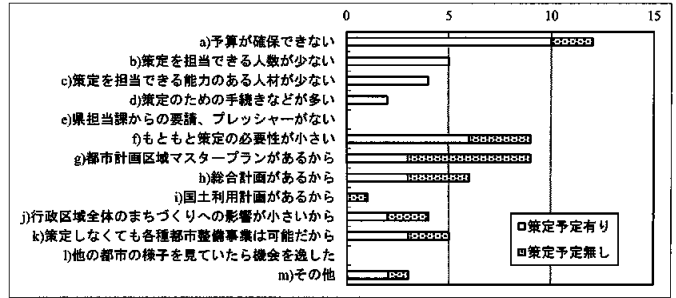 0 5 10 15
a)予算が確保できない
b)策定を担当できる人数が少ない
c)策定を担当できる能力のある人材が少ない
d)策定のための手続きなどが多い
e)県担当課からの要請、プレッシャーがない
f)もともと策定の必要性が小さい
g)都市計画区域マスタープランがあるから
h)総合計画があるから
i)国土利用計画があるから
j)行政区域全体のまちづくりへの影響が小さいから
k)策定しなくても各種都市整備事業は可能だから
l)他の都市の様子を見ていたら機会を逸した
m)その他
策定予定有り
策定予定無し